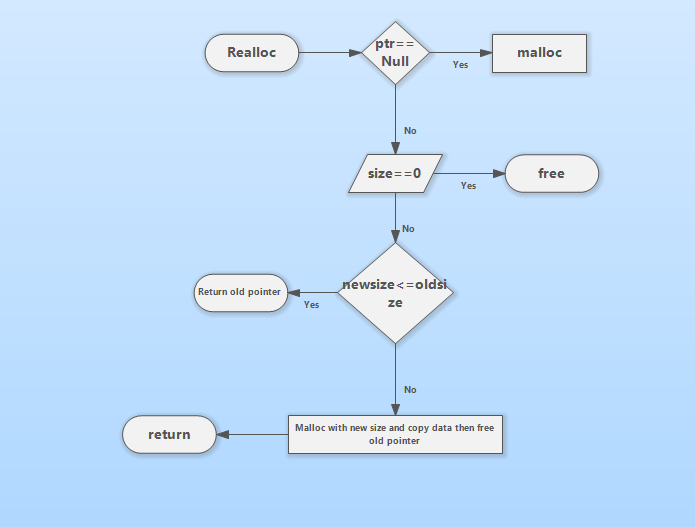 Realloc
ptr==
Null
Yes
malloc
No
size==0
Yes
free
No
newsize<=oldsi
ze
Yes
Return old pointer
No
Malloc with new size and copy data then free
old pointer
return